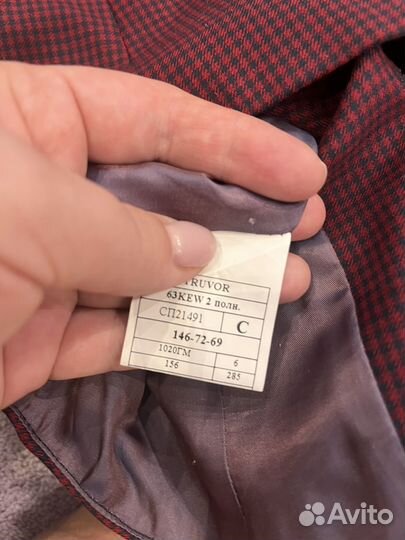 TRUVOR
63KEW 2 полн.
СП21491 С
146-72-69
1020ГМ 6
156 285
Avito